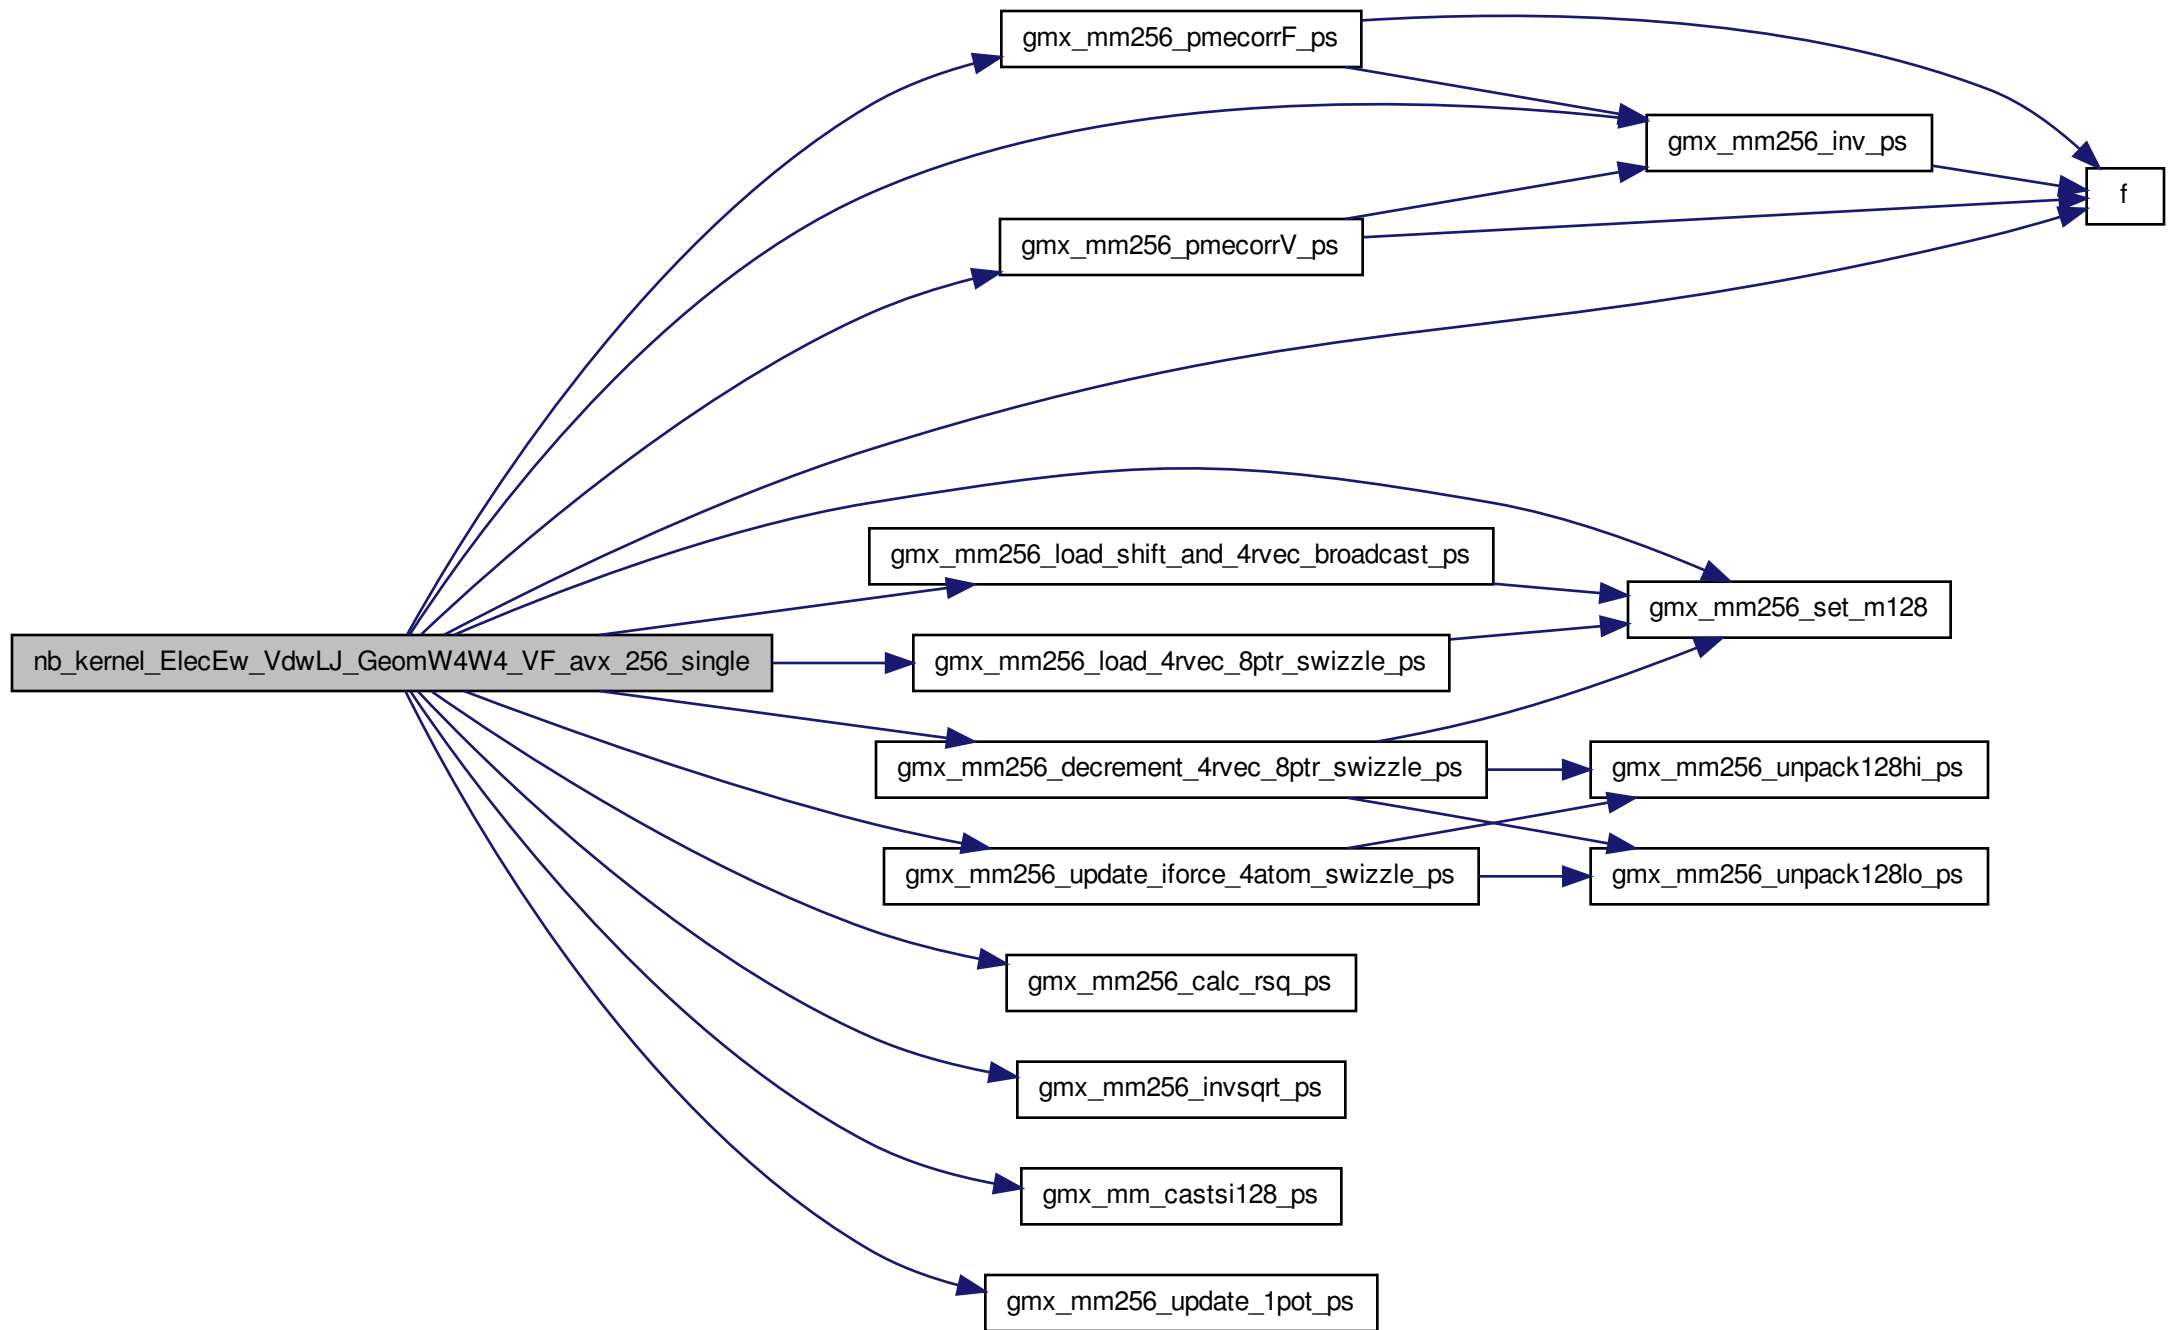 gmx_mm256_pmecorrF_ps
gmx_mm256_inv_ps
f
gmx_mm256_pmecorrV_ps
gmx_mm256_load_shift_and_4rvec_broadcast_ps
gmx_mm256_set_m128
nb_kernel_ElecEw_VdwLJ_GeomW4W4_VF_avx_256_single
gmx_mm256_load_4rvec_8ptr_swizzle_ps
gmx_mm256_decrement_4rvec_8ptr_swizzle_ps
gmx_mm256_unpack128hi_ps
gmx_mm256_update_iforce_4atom_swizzle_ps
gmx_mm256_unpack128lo_ps
gmx_mm256_calc_rsq_ps
gmx_mm256_invsqrt_ps
gmx_mm_castsi128_ps
gmx_mm256_update_1pot_ps